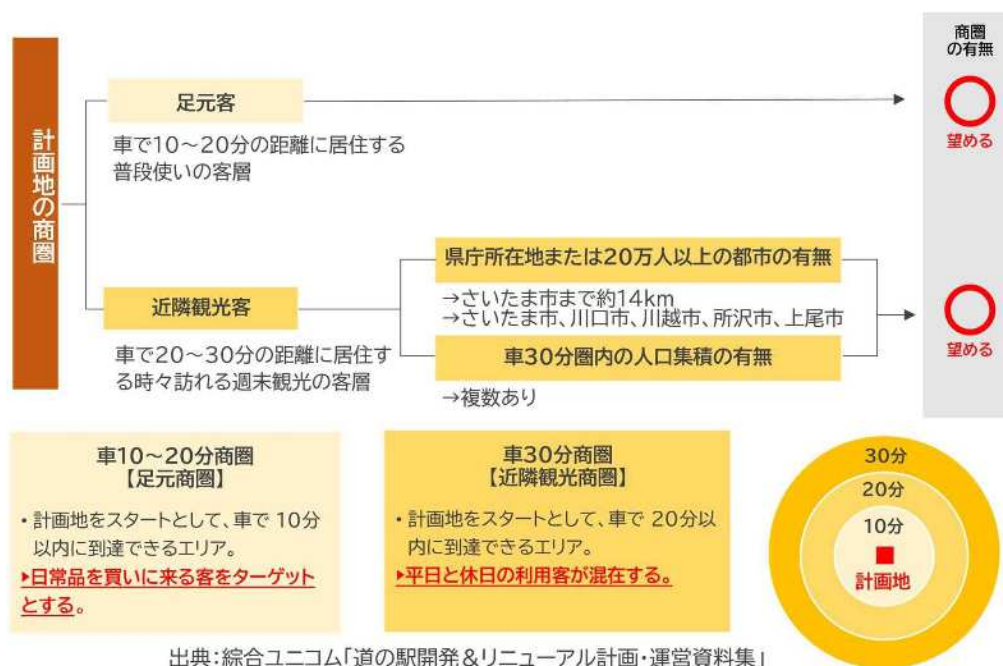 計画地の商圏
商圏
の有無
足元客
望める
車で10～20分の距離に居住する
普段使いの客層
県庁所在地または20万人以上の都市の有無
→さいたま市まで約14km
→さいたま市、川口市、川越市、所沢市、上尾市
近隣観光客
望める
車で20～30分の距離に居住す
る時々訪れる週末観光の客層
車30分圏内の人口集積の有無
→複数あり
車10～20分商圏
【足元商圏】
・計画地をスタートとして、車で 10分
以内に到達できるエリア。
▶日常品を買いに来る客をターゲット
とする。
車30分商圏
【近隣観光商圏】
・計画地をスタートとして、車で 20分以
内に到達できるエリア。
▶平日と休日の利用客が混在する。
30分
20分
10分
計画地
出典：綜合ユニコム「道の駅開発＆リニューアル計画・運営資料集」